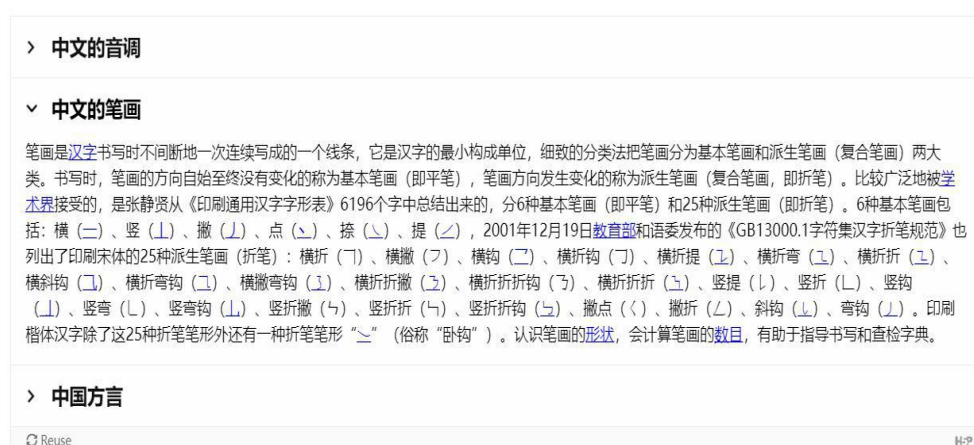 中文的音调
中文的笔画
笔画是汉字书写时不间断地一次连续写成的一个线条，它是汉字的最小构成单位，细致的分类法把笔画分为基本笔画和派生笔画（复合笔画）两大
类。书写时，笔画的方向自始至终没有变化的称为基本笔画（即平笔），笔画方向发生变化的称为派生笔画（复合笔画，即折笔）。比较广泛地被学
术界接受的，是张静贤从《印刷通用汉字字形表》6196个字中总结出来的，分6种基本笔画（即平笔）和25种派生笔画（即折笔）。6种基本笔画包
括：横（㇐）、竖（㇑）、撇（㇓）、点（㇔）、捺（㇏）、提（㇀），2001年12月19日教育部和语委发布的《GB13000.1字符集汉字折笔规范》也
列出了印刷宋体的25种派生笔画（折笔）：横折（㇕）、横撇（㇇）、横钩（㇖）、横折钩（㇆）、横折提（㇊）、横折弯（㇍）、横折折（㇅）、
横斜钩（⺄）、横折弯钩（㇈）、横撇弯钩（㇌）、横折折撇（㇋）、横折折折钩（㇡）、横折折折（㇎）、竖提（㇙）、竖折（㇗）、竖钩
（㇚）、竖弯（㇄）、竖弯钩（㇟）、竖折撇（ㄣ）、竖折折（㇞）、竖折折钩（㇉）、撇点（㇛）、撇折（㇜）、斜钩（㇂）、弯钩（㇁）。印刷
楷体汉字除了这25种折笔笔形外还有一种折笔笔形“㇃”（俗称“卧钩”）。认识笔画的形状，会计算笔画的数目，有助于指导书写和查检字典。
中国方言
Reuse